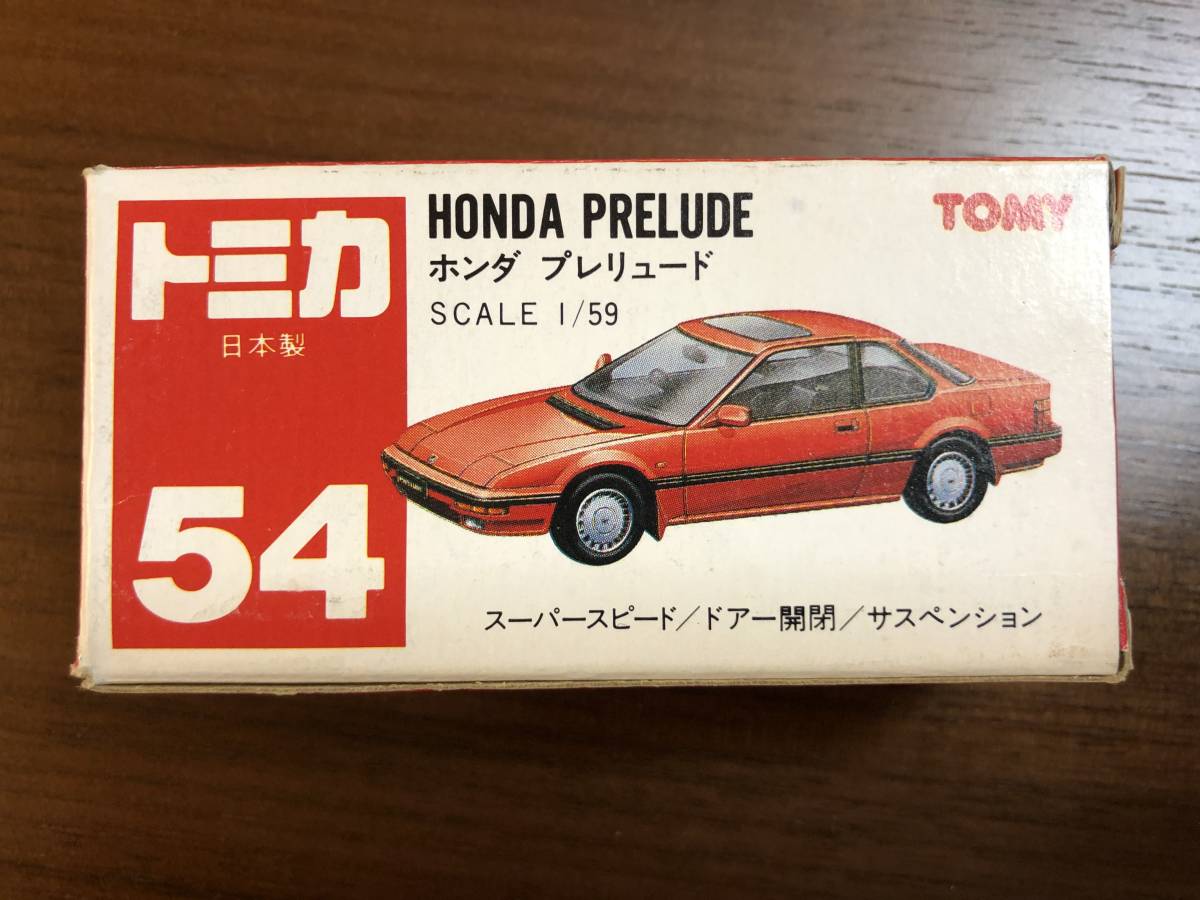 トミカ
日本製
54
HONDA PRELUDE
ホンダ プレリュード
SCALE 1/59
TOMY
スーパースピード/ドアー開閉/サスペンション